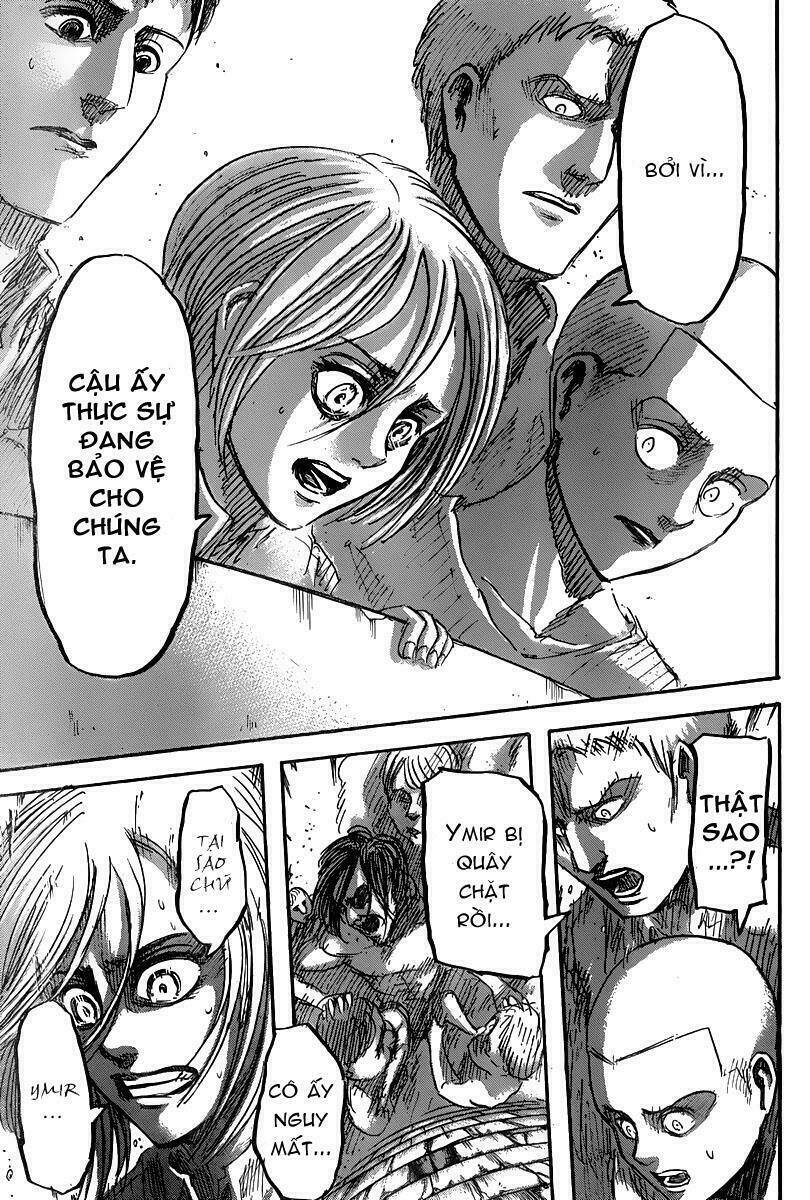 BỞI VÌ...
CẬU ẤY
THỰC SỰ
ĐANG
BẢO VỆ
CHO
CHÚNG
TA.
THẬT
SAO
...?!
YMIR BỊ
QUÂY
CHẶT
RỒI...
CÔ ẤY
NGUY
MẤT...
TẠI
SAO
CHỨ
...
YMIR
...